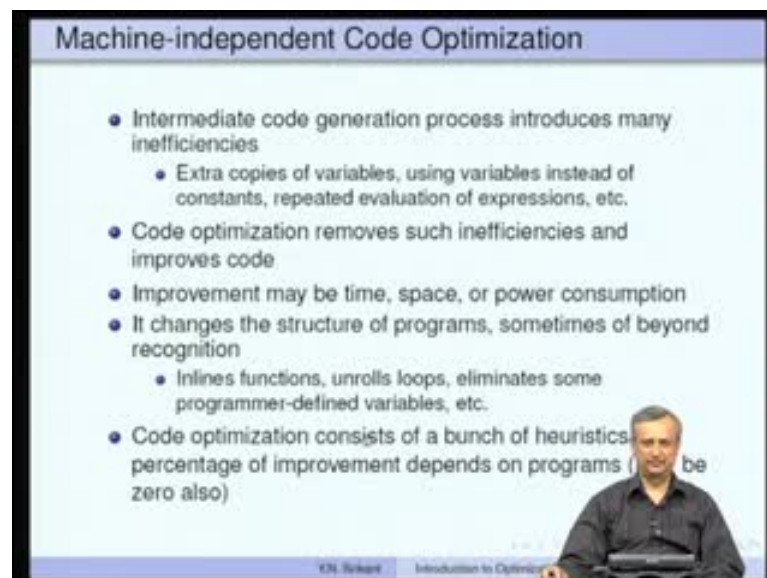 Machine-independent Code Optimization
Intermediate code generation process introduces many
inefficiencies
Extra copies of variables, using variables instead of
constants, repeated evaluation of expressions, etc.
Code optimization removes such inefficiencies and
improves code
Improvement may be time, space, or power consumption
It changes the structure of programs, sometimes of beyond
recognition
Inlines functions, unrolls loops, eliminates some
programmer-defined variables, etc.
Code optimization consists of a bunch of heuristics
percentage of improvement depends on programs ( be
zero also)
Y.N. Srikant Introduction to